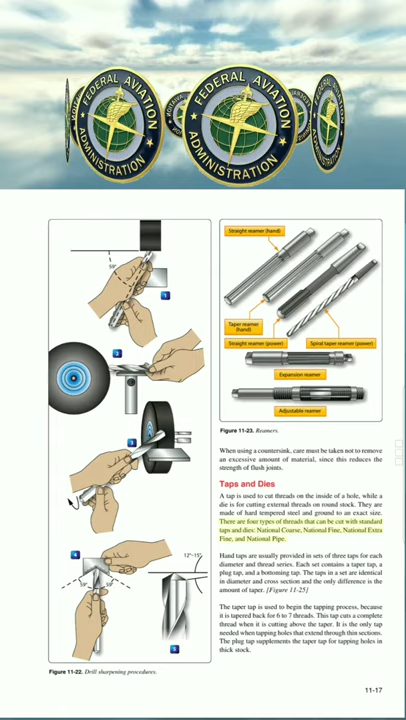 FEDERAL AVIATION
ADMINISTRATION
FEDERAL AVIATION
ADMINISTRATION
59°
1
2
3
4
59° 59°
12°–15°
5
Figure 11-22. Drill sharpening procedures.
Straight reamer (hand)
Taper reamer
(hand)
Straight reamer (power)
Spiral taper reamer (power)
Expansion reamer
Adjustable reamer
Figure 11-23. Reamers.
When using a countersink, care must be taken not to remove
an excessive amount of material, since this reduces the
strength of flush joints.
Taps and Dies
A tap is used to cut threads on the inside of a hole, while a
die is for cutting external threads on round stock. They are
made of hard tempered steel and ground to an exact size.
There are four types of threads that can be cut with standard
taps and dies: National Coarse, National Fine, National Extra
Fine, and National Pipe.
Hand taps are usually provided in sets of three taps for each
diameter and thread series. Each set contains a taper tap, a
plug tap, and a bottoming tap. The taps in a set are identical
in diameter and cross section and the only difference is the
amount of taper. [Figure 11-25]
The taper tap is used to begin the tapping process, because
it is tapered back for 6 to 7 threads. This tap cuts a complete
thread when it is cutting above the taper. It is the only tap
needed when tapping holes that extend through thin sections.
The plug tap supplements the taper tap for tapping holes in
thick stock.
11-17